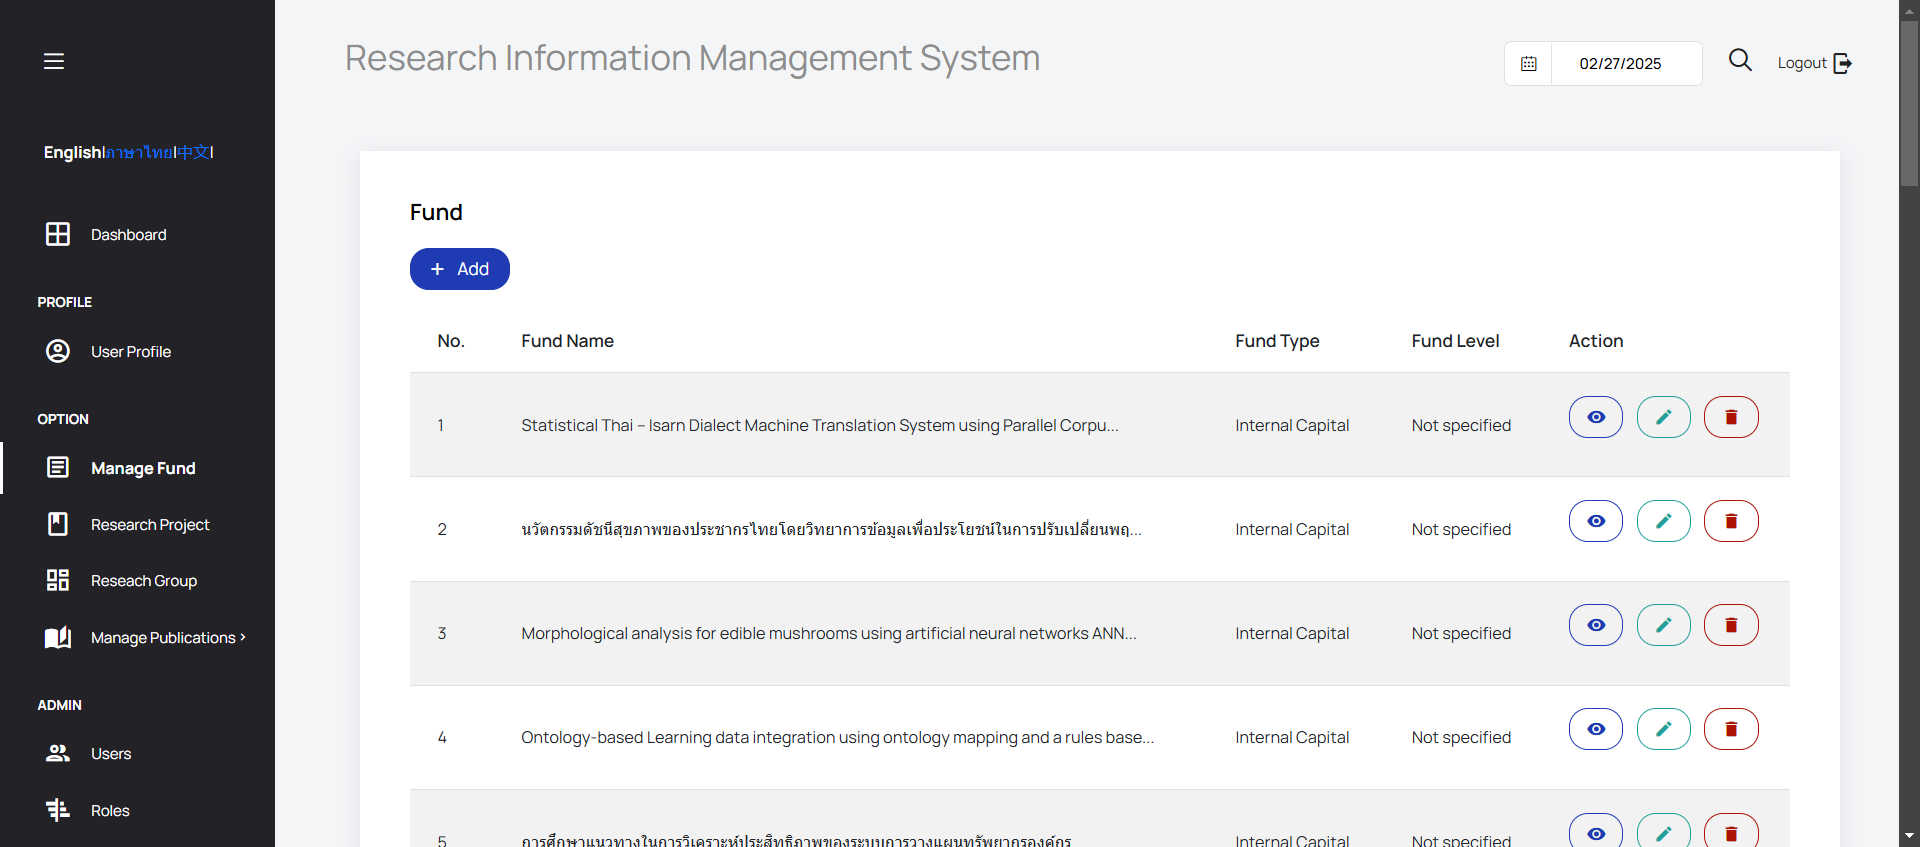 Research Information Management System
02/27/2025
Logout
English|ภาษาไทย|中文|
Dashboard
PROFILE
User Profile
OPTION
Manage Fund
Research Project
Reseach Group
Manage Publications
ADMIN
Users
Roles
Fund
+ Add
No. Fund Name Fund Type Fund Level Action
1 Statistical Thai – Isarn Dialect Machine Translation System using Parallel Corpu... Internal Capital Not specified
2 นวัตกรรมดัชนีสุขภาพของประชากรไทยโดยวิทยาการข้อมูลเพื่อประโยชน์ในการปรับเปลี่ยนพฤ... Internal Capital Not specified
3 Morphological analysis for edible mushrooms using artificial neural networks ANN... Internal Capital Not specified
4 Ontology-based Learning data integration using ontology mapping and a rules base... Internal Capital Not specified
5 การศึกษาแนวทางในการวิเคราะห์ประสิทธิภาพของระบบการวางแผนทรัพยากรองค์กร Internal Capital Not specified